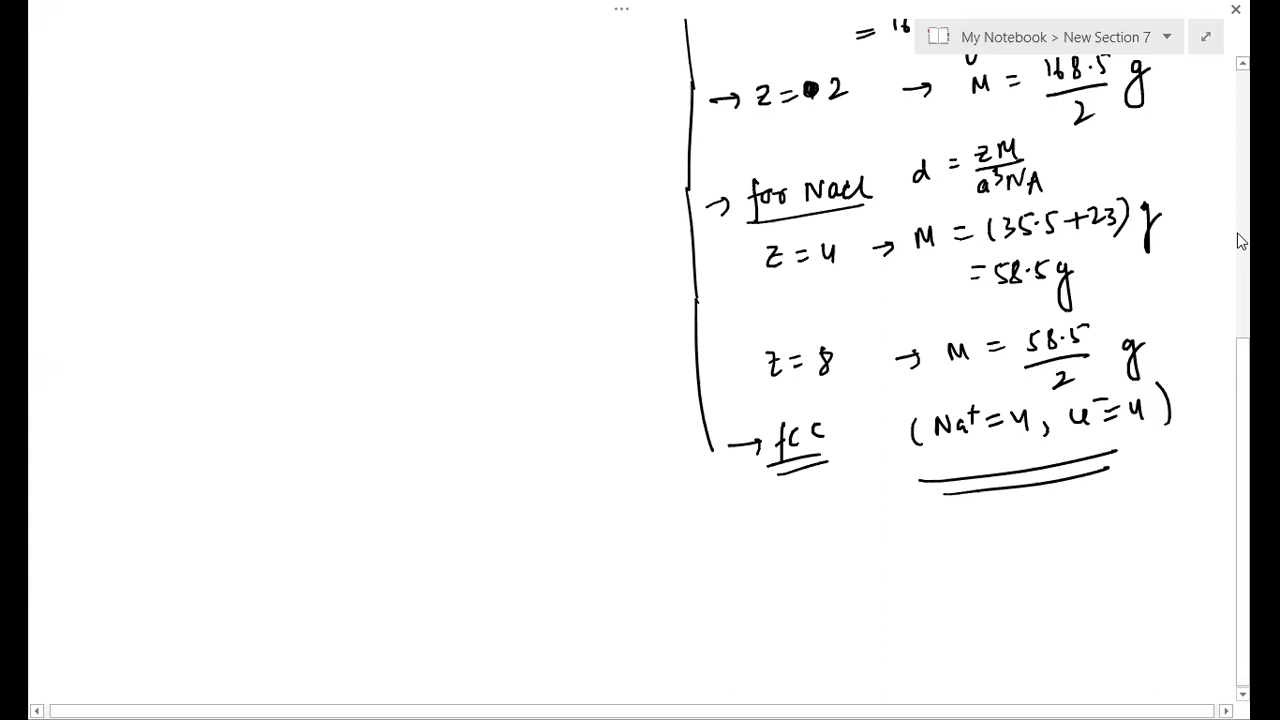 = 16
My Notebook > New Section 7
→ z = 2 → M = 168.5/2 g
→ for NaCl d = zM/a³NA
z = 4 → M = (35.5+23) g
= 58.5 g
z = 8 → M = 58.5/2 g
→ fcc (Na⁺ = 4, Cl⁻ = 4)